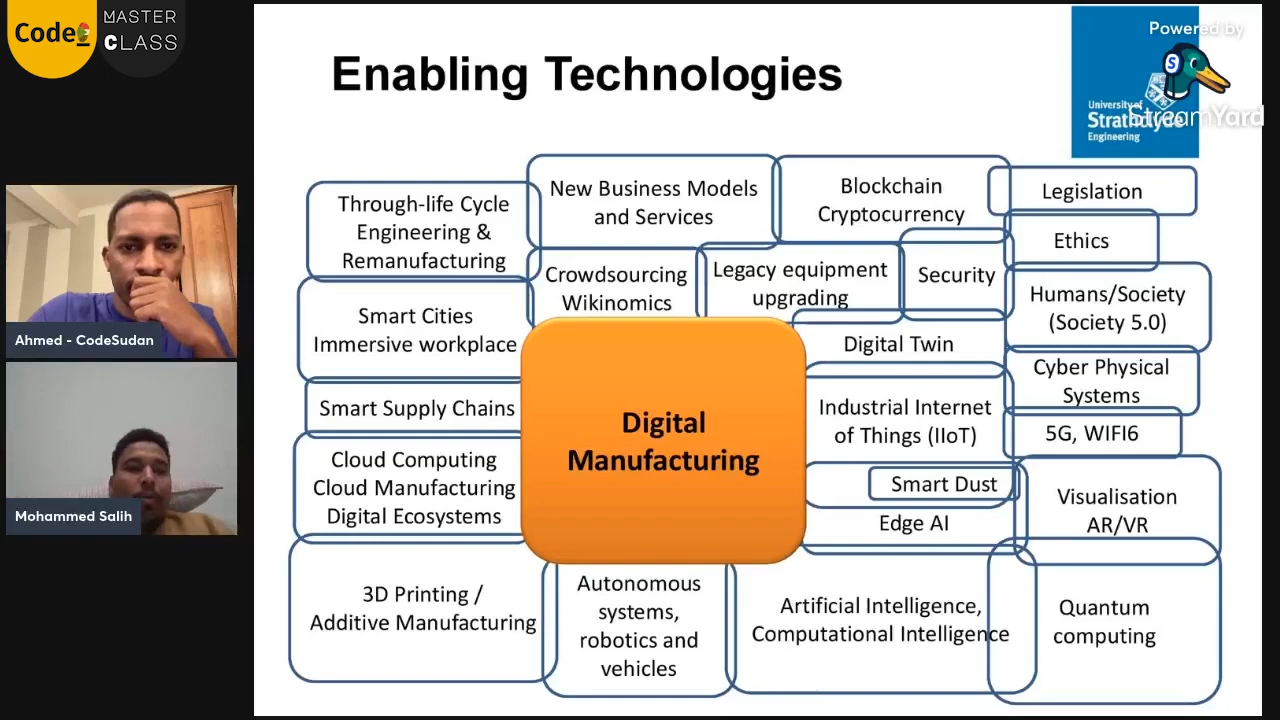 Code
MASTER
CLASS
Enabling Technologies
Powered by
StreamYard
University of
Strathclyde
Engineering
Through-life Cycle
Engineering &
Remanufacturing
New Business Models
and Services
Blockchain
Cryptocurrency
Legislation
Ethics
Crowdsourcing
Wikinomics
Legacy equipment
upgrading
Security
Humans/Society
(Society 5.0)
Smart Cities
Immersive workplace
Digital Twin
Cyber Physical
Systems
Smart Supply Chains
Digital
Manufacturing
Industrial Internet
of Things (IIoT)
5G, WIFI6
Cloud Computing
Cloud Manufacturing
Digital Ecosystems
Smart Dust
Edge AI
Visualisation
AR/VR
3D Printing /
Additive Manufacturing
Autonomous
systems,
robotics and
vehicles
Artificial Intelligence,
Computational Intelligence
Quantum
computing
Ahmed - CodeSudan
Mohammed Salih